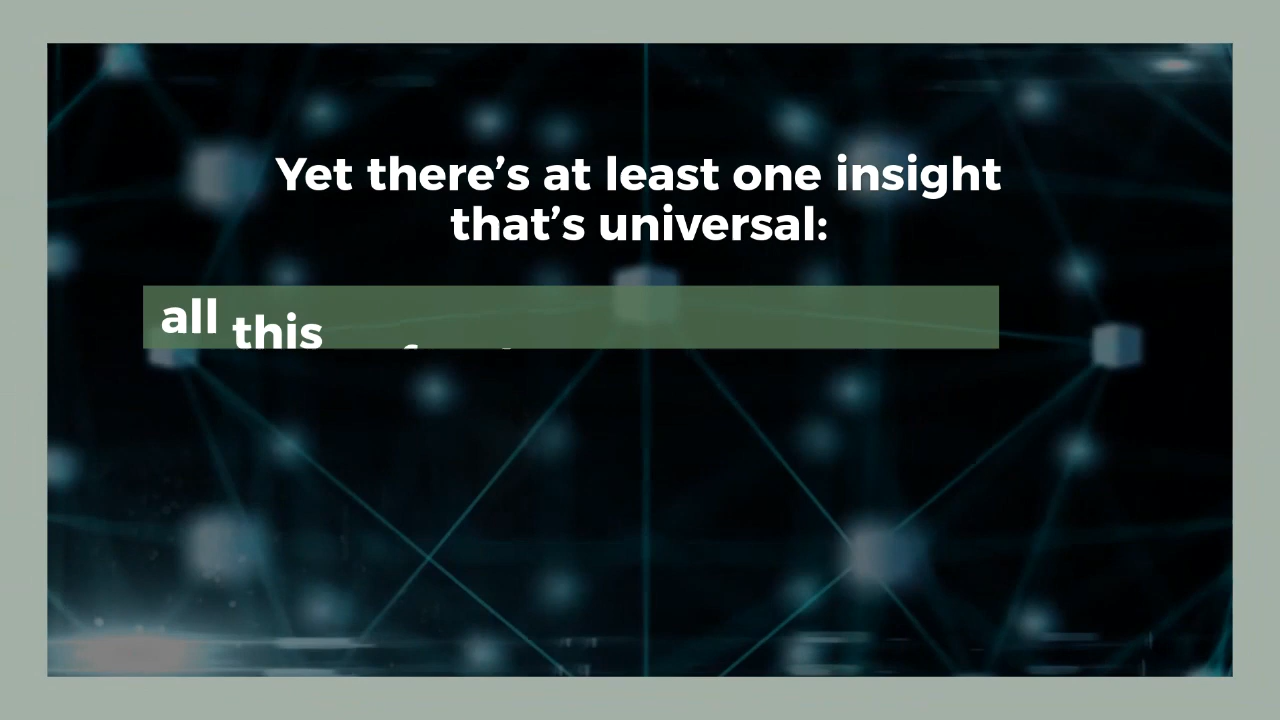 Yet there’s at least one insight
that’s universal:
all this